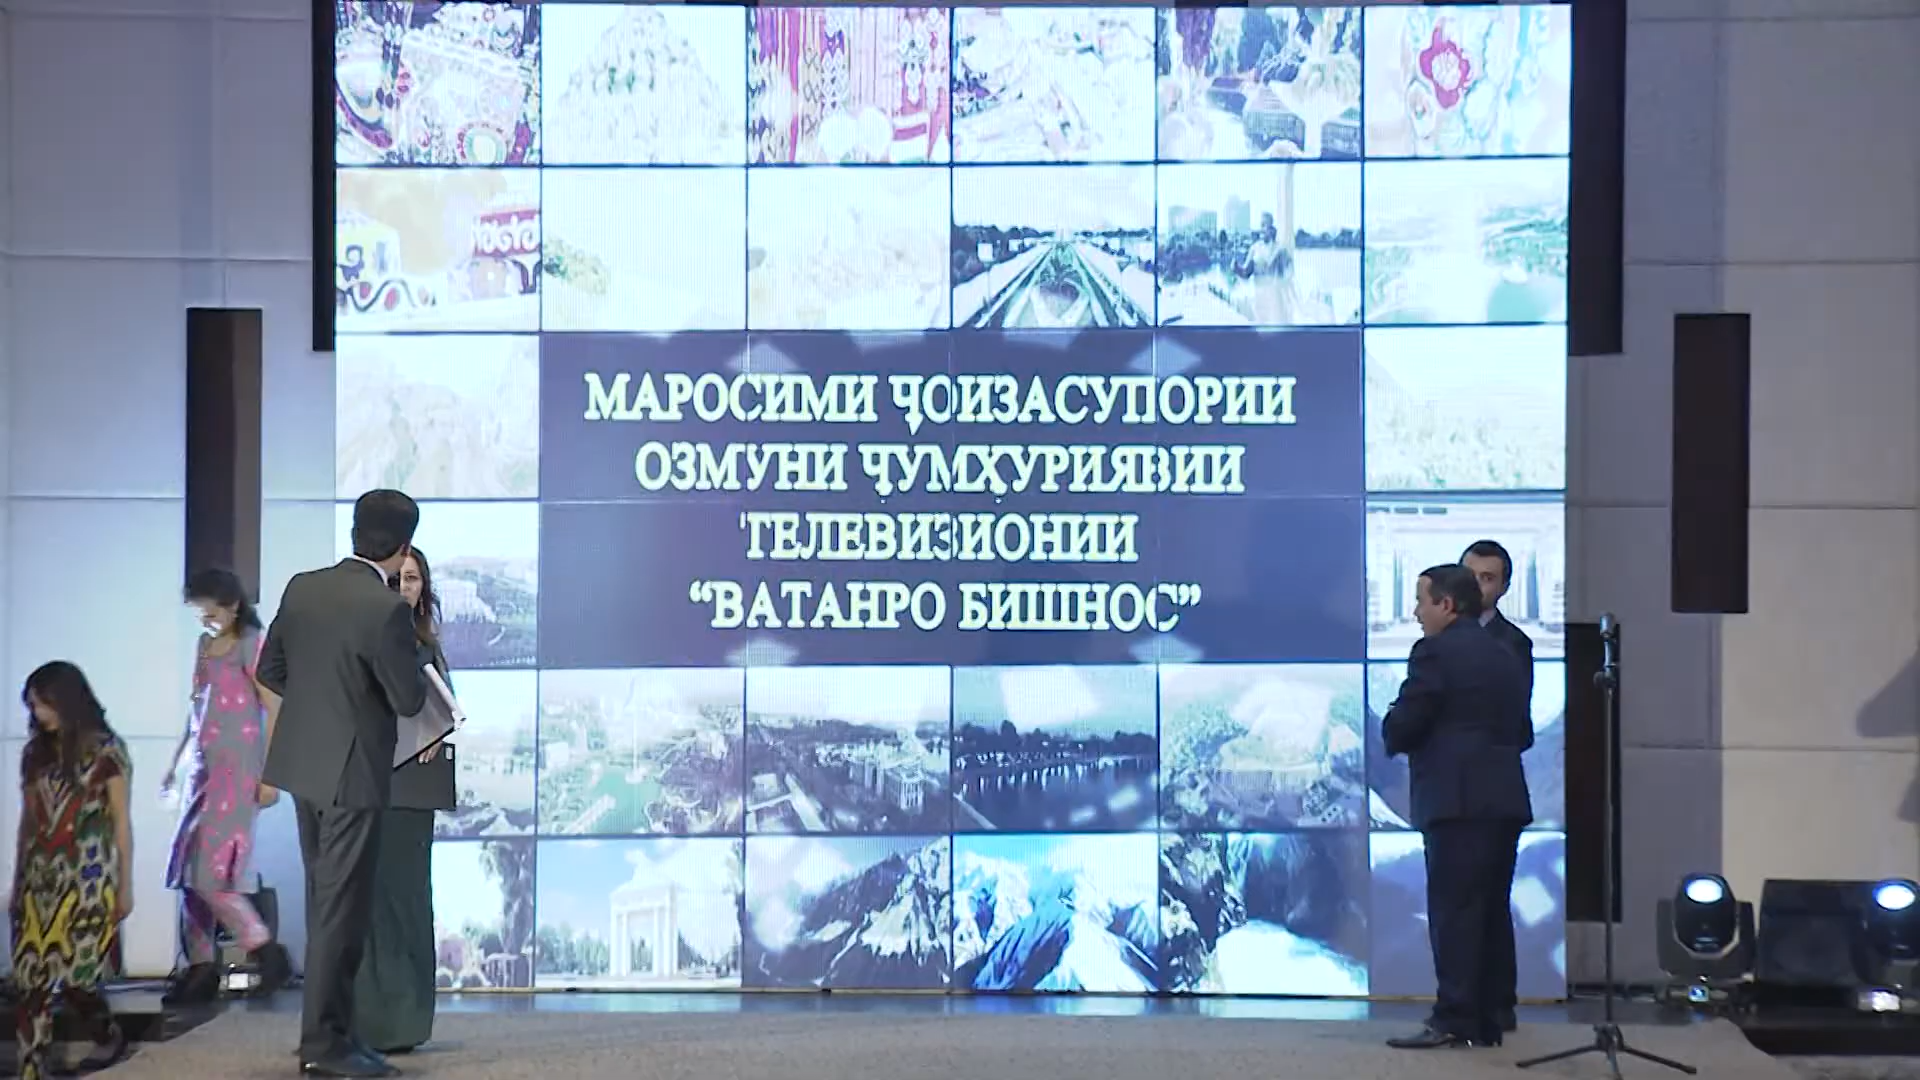 МАРОСИМИ ҶОИЗАСУПОРИИ
ОЗМУНИ ҶУМҲУРИЯВИИ
ТЕЛЕВИЗИОНИИ
“ВАТАНРО БИШНОС”